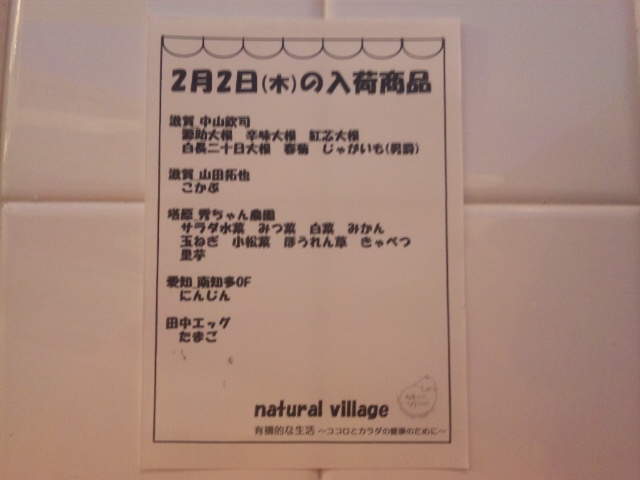 2月2日(木)の入荷商品
滋賀 中山欽司
源助大根 辛味大根 紅芯大根
白長二十日大根 春菊 じゃがいも(男爵)
滋賀 山田拓也
こかぶ
塔原 秀ちゃん農園
サラダ水菜 みつ菜 白菜 みかん
玉ねぎ 小松菜 ほうれん草 きゃべつ
里芋
愛知 南知多OF
にんじん
田中エッグ
たまご
natural village
有機的な生活 〜ココロとカラダの健康のために〜